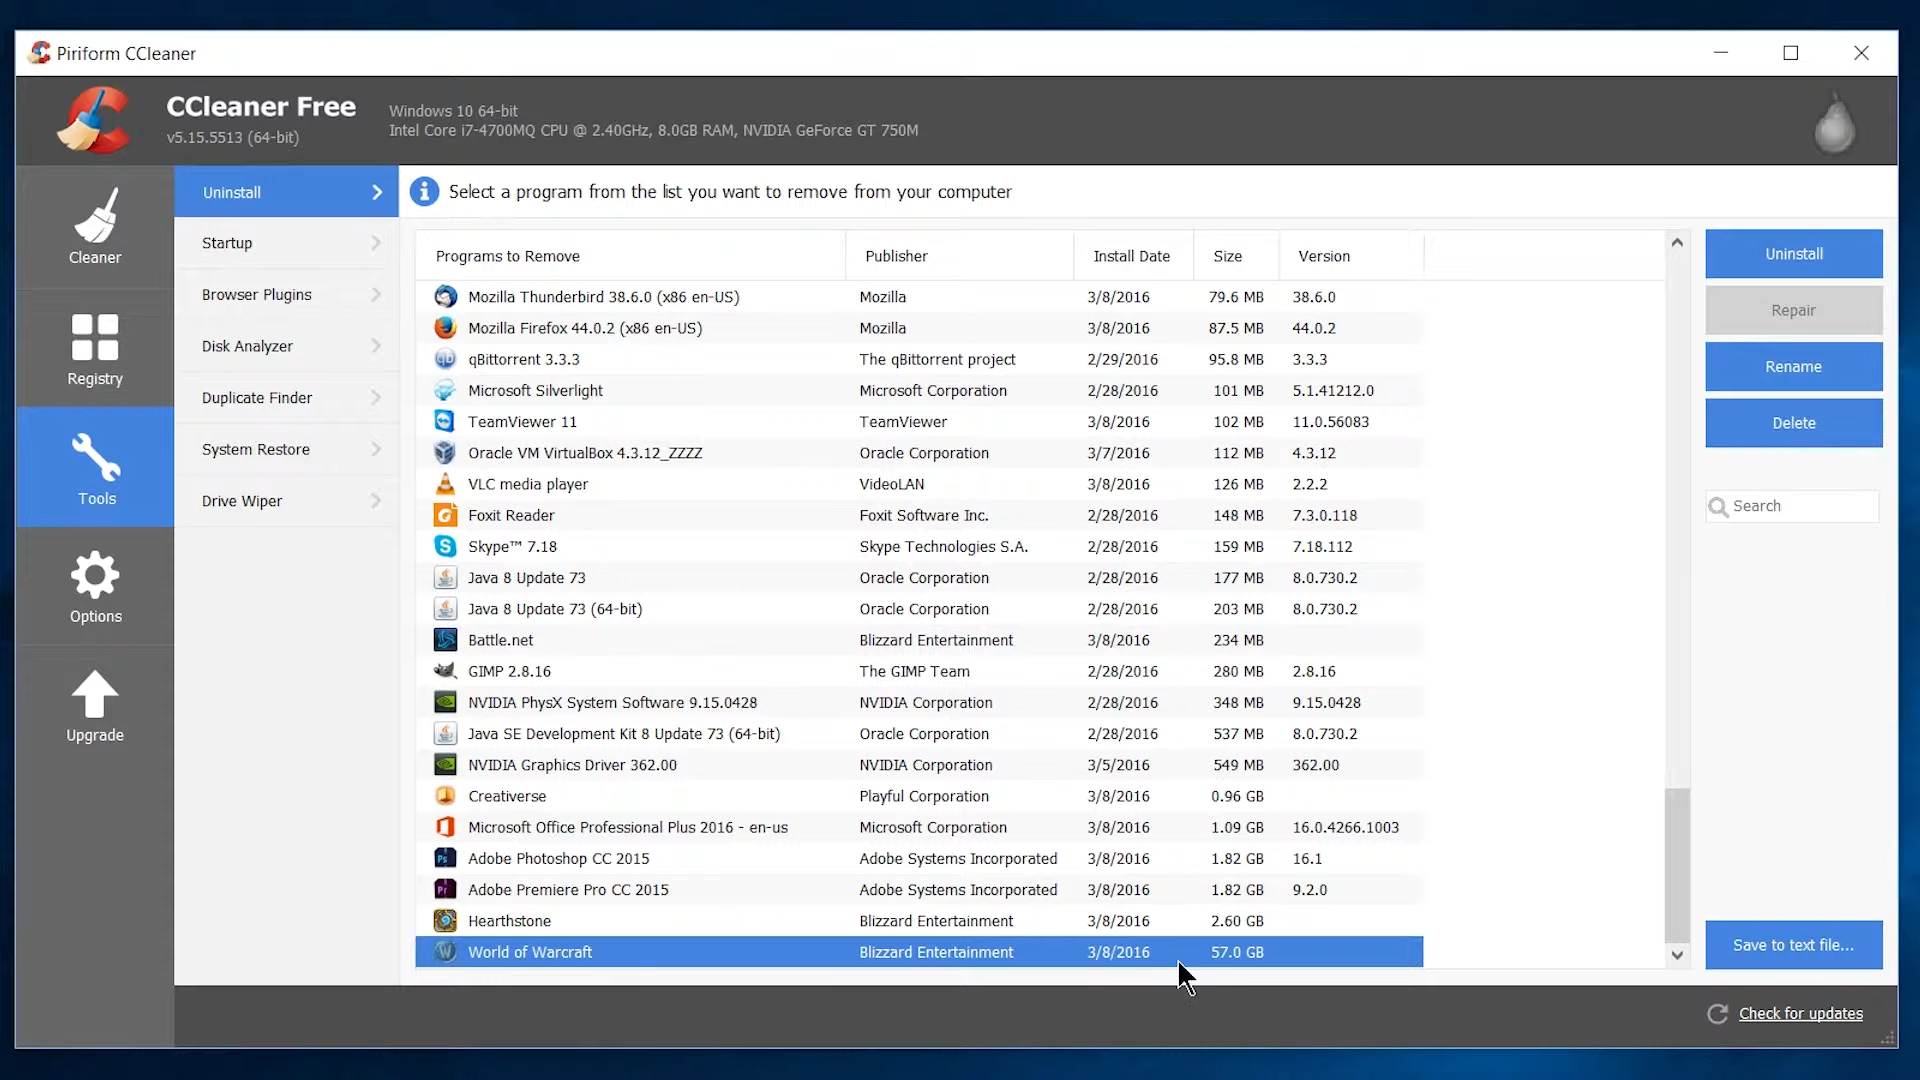 Piriform CCleaner
CCleaner Free
v5.15.5513 (64-bit)
Windows 10 64-bit
Intel Core i7-4700MQ CPU @ 2.40GHz, 8.0GB RAM, NVIDIA GeForce GT 750M
Cleaner
Registry
Tools
Options
Upgrade
Uninstall
Startup
Browser Plugins
Disk Analyzer
Duplicate Finder
System Restore
Drive Wiper
Select a program from the list you want to remove from your computer
Programs to Remove Publisher Install Date Size Version
Mozilla Thunderbird 38.6.0 (x86 en-US) Mozilla 3/8/2016 79.6 MB 38.6.0
Mozilla Firefox 44.0.2 (x86 en-US) Mozilla 3/8/2016 87.5 MB 44.0.2
qBittorrent 3.3.3 The qBittorrent project 2/29/2016 95.8 MB 3.3.3
Microsoft Silverlight Microsoft Corporation 2/28/2016 101 MB 5.1.41212.0
TeamViewer 11 TeamViewer 3/8/2016 102 MB 11.0.56083
Oracle VM VirtualBox 4.3.12_ZZZZ Oracle Corporation 3/7/2016 112 MB 4.3.12
VLC media player VideoLAN 3/8/2016 126 MB 2.2.2
Foxit Reader Foxit Software Inc. 2/28/2016 148 MB 7.3.0.118
Skype™ 7.18 Skype Technologies S.A. 2/28/2016 159 MB 7.18.112
Java 8 Update 73 Oracle Corporation 2/28/2016 177 MB 8.0.730.2
Java 8 Update 73 (64-bit) Oracle Corporation 2/28/2016 203 MB 8.0.730.2
Battle.net Blizzard Entertainment 3/8/2016 234 MB
GIMP 2.8.16 The GIMP Team 2/28/2016 280 MB 2.8.16
NVIDIA PhysX System Software 9.15.0428 NVIDIA Corporation 2/28/2016 348 MB 9.15.0428
Java SE Development Kit 8 Update 73 (64-bit) Oracle Corporation 2/28/2016 537 MB 8.0.730.2
NVIDIA Graphics Driver 362.00 NVIDIA Corporation 3/5/2016 549 MB 362.00
Creativerse Playful Corporation 3/8/2016 0.96 GB
Microsoft Office Professional Plus 2016 - en-us Microsoft Corporation 3/8/2016 1.09 GB 16.0.4266.1003
Adobe Photoshop CC 2015 Adobe Systems Incorporated 3/8/2016 1.82 GB 16.1
Adobe Premiere Pro CC 2015 Adobe Systems Incorporated 3/8/2016 1.82 GB 9.2.0
Hearthstone Blizzard Entertainment 3/8/2016 2.60 GB
World of Warcraft Blizzard Entertainment 3/8/2016 57.0 GB
Uninstall
Repair
Rename
Delete
Search
Save to text file...
Check for updates